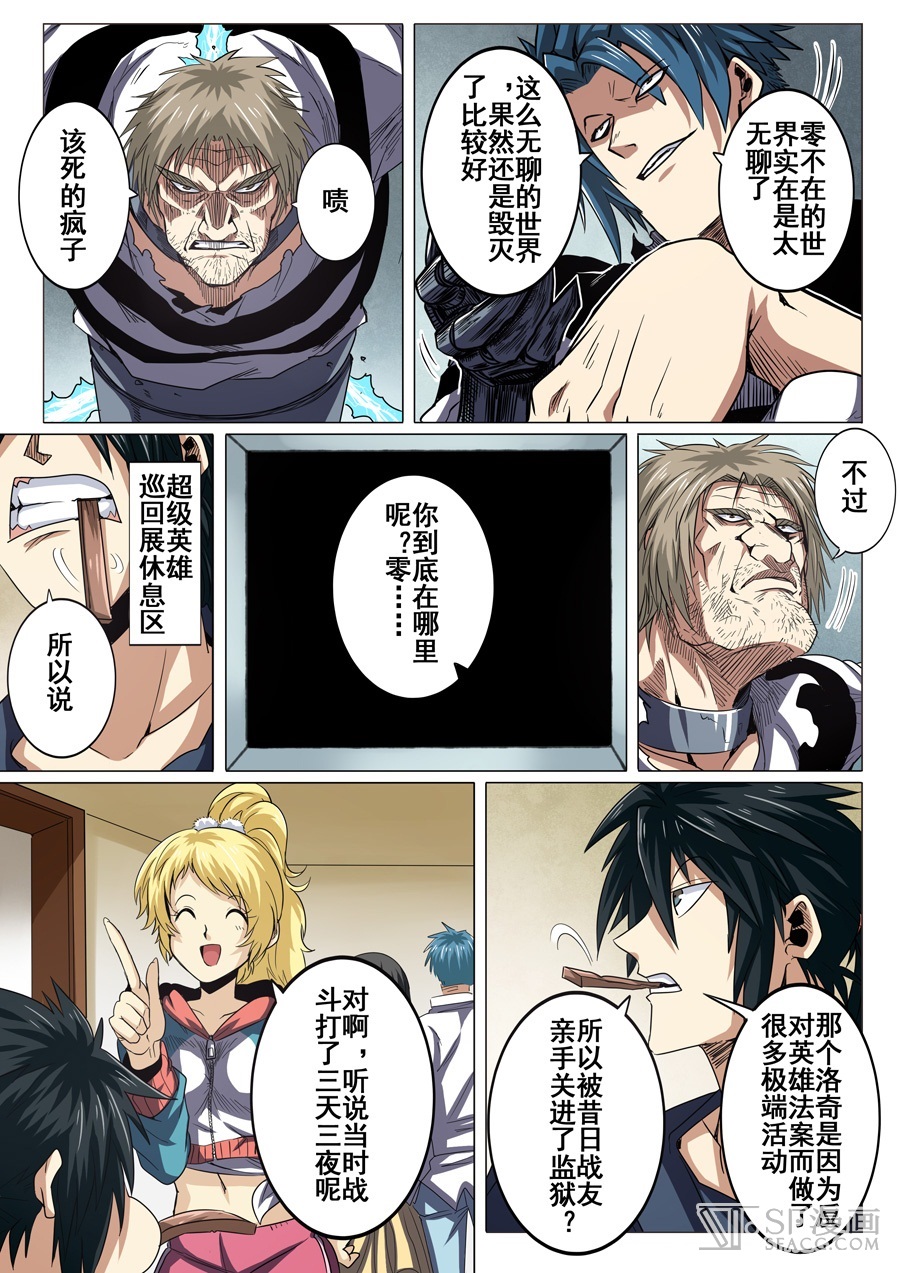 零不在的世
界实在是太
无聊了
这么无聊的世界
，果然还是毁灭
了比较好
啧
该死的疯子
不过
你到底在哪里
呢？零……
超级英雄
巡回展休息区
所以说
那个洛奇是因为
对英雄法案而做了
很多极端活动
所以被昔日战友
亲手关进了监狱
？
对啊，听说当时战
斗打了三天三夜呢
SF漫画
SFACG.COM